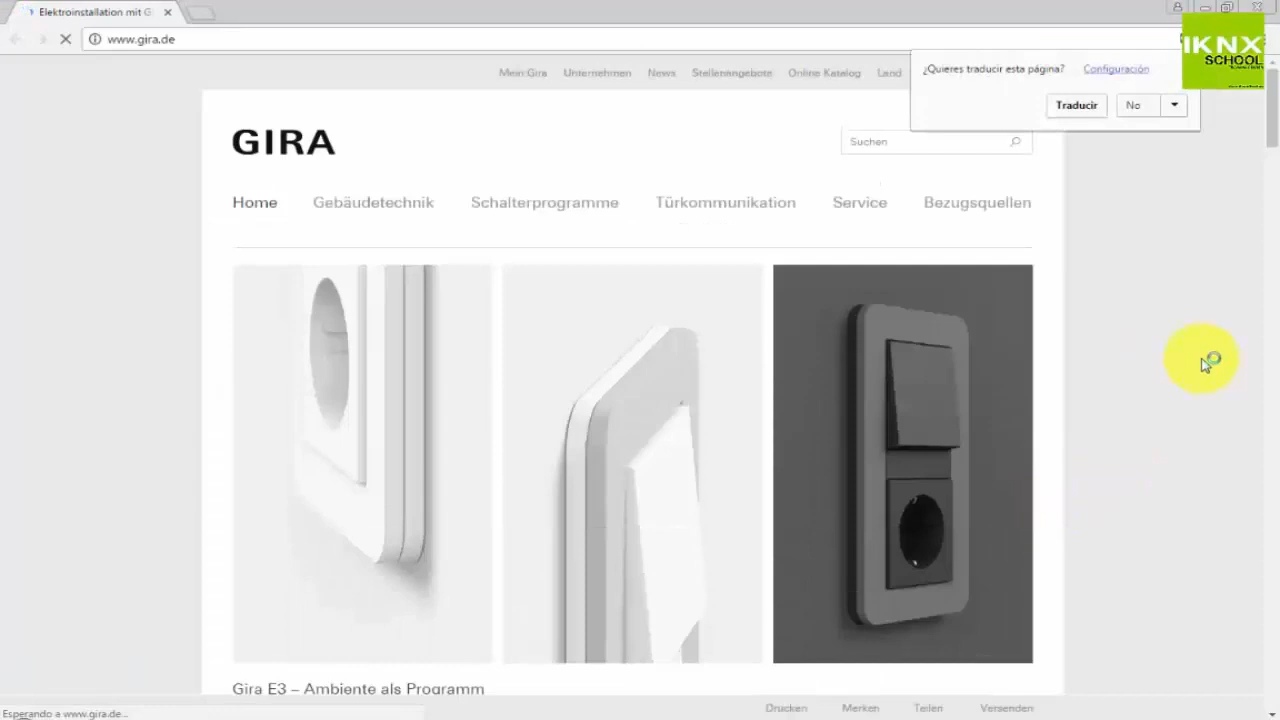 Elektroinstallation mit G
www.gira.de
IKNX
SCHOOL
¿Quieres traducir esta página? Configuración
Traducir No
Mein Gira Unternehmen News Stellenangebote Online Katalog Land
GIRA
Suchen
Home Gebäudetechnik Schalterprogramme Türkommunikation Service Bezugsquellen
Gira E3 – Ambiente als Programm
Drucken Merken Teilen Versenden
Esperando a www.gira.de...